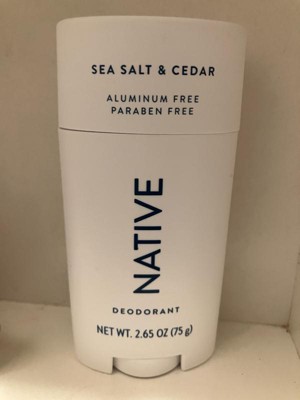 SEA SALT & CEDAR
ALUMINUM FREE
PARABEN FREE
NATIVE
DEODORANT
NET WT. 2.65 OZ (75 g)